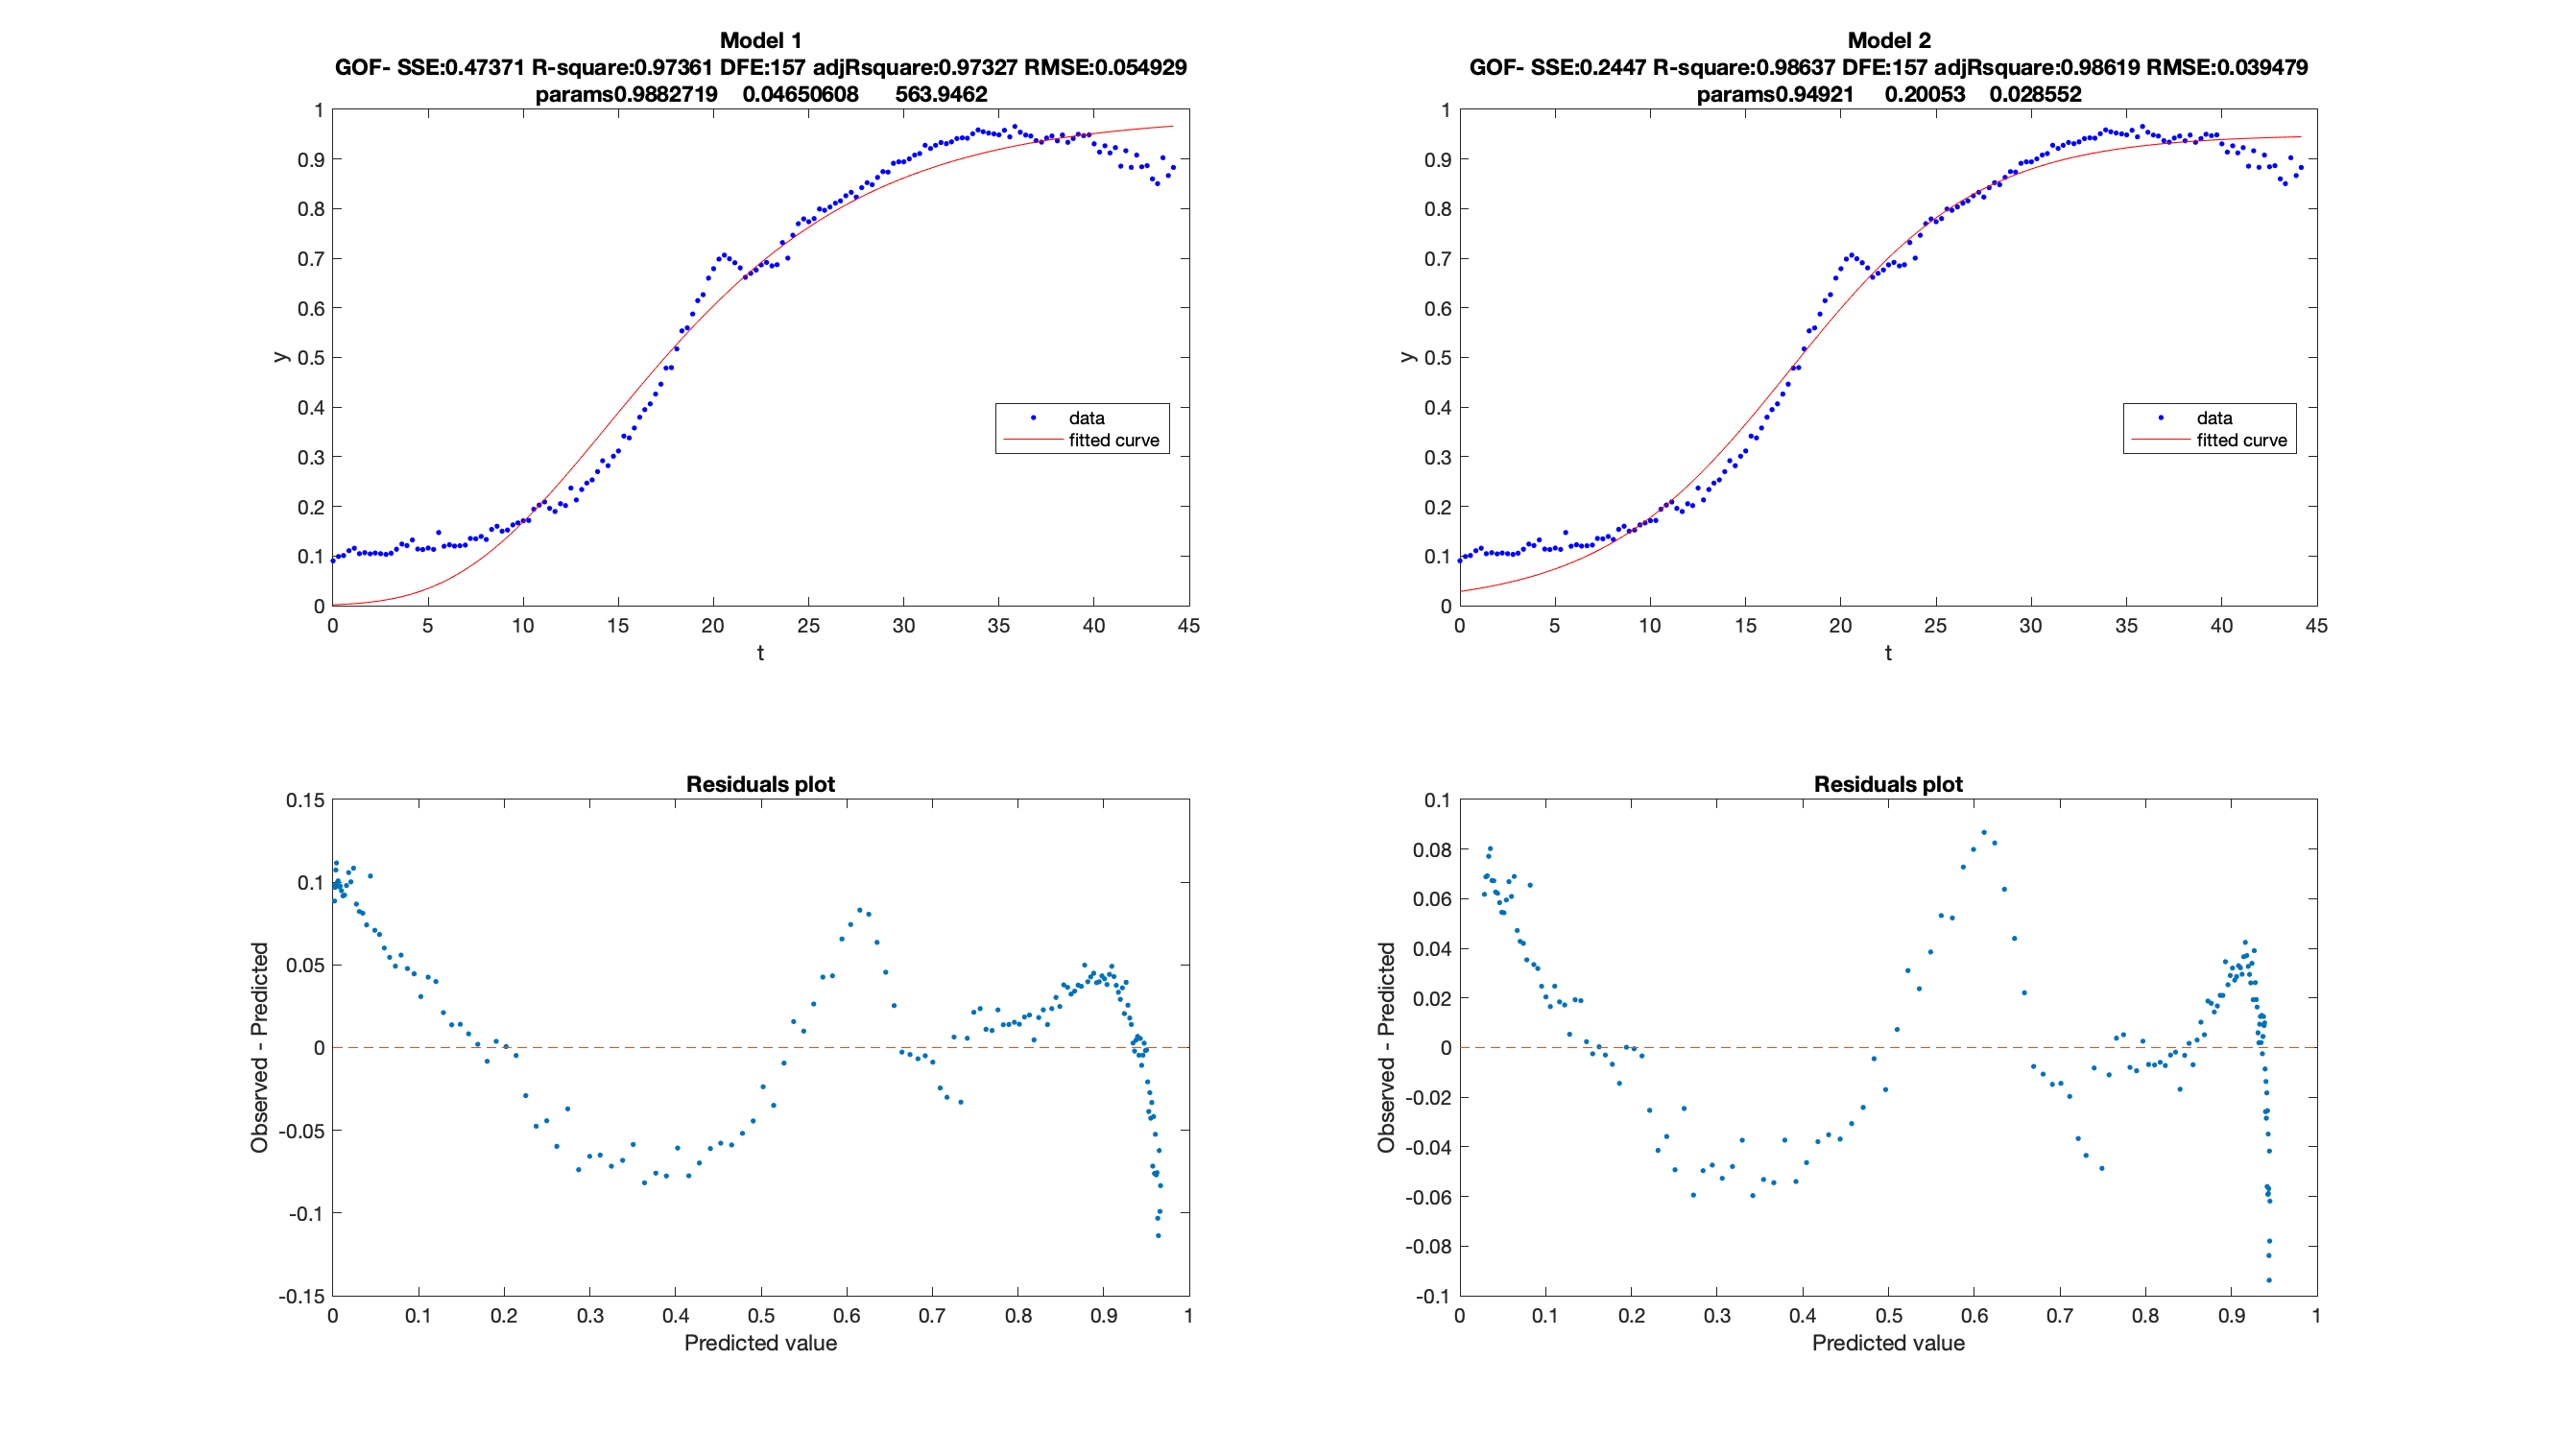 Model 1
GOF- SSE:0.47371 R-square:0.97361 DFE:157 adjRsquare:0.97327 RMSE:0.054929
params0.9882719 0.04650608 563.9462
1
0.9
0.8
0.7
0.6
0.5
0.4
0.3
0.2
0.1
0
y
data
fitted curve
0 5 10 15 20 25 30 35 40 45
t
Model 2
GOF- SSE:0.2447 R-square:0.98637 DFE:157 adjRsquare:0.98619 RMSE:0.039479
params0.94921 0.20053 0.028552
1
0.9
0.8
0.7
0.6
0.5
0.4
0.3
0.2
0.1
0
y
data
fitted curve
0 5 10 15 20 25 30 35 40 45
t
Residuals plot
0.15
0.1
0.05
0
-0.05
-0.1
-0.15
Observed - Predicted
0 0.1 0.2 0.3 0.4 0.5 0.6 0.7 0.8 0.9 1
Predicted value
Residuals plot
0.1
0.08
0.06
0.04
0.02
0
-0.02
-0.04
-0.06
-0.08
-0.1
Observed - Predicted
0 0.1 0.2 0.3 0.4 0.5 0.6 0.7 0.8 0.9 1
Predicted value